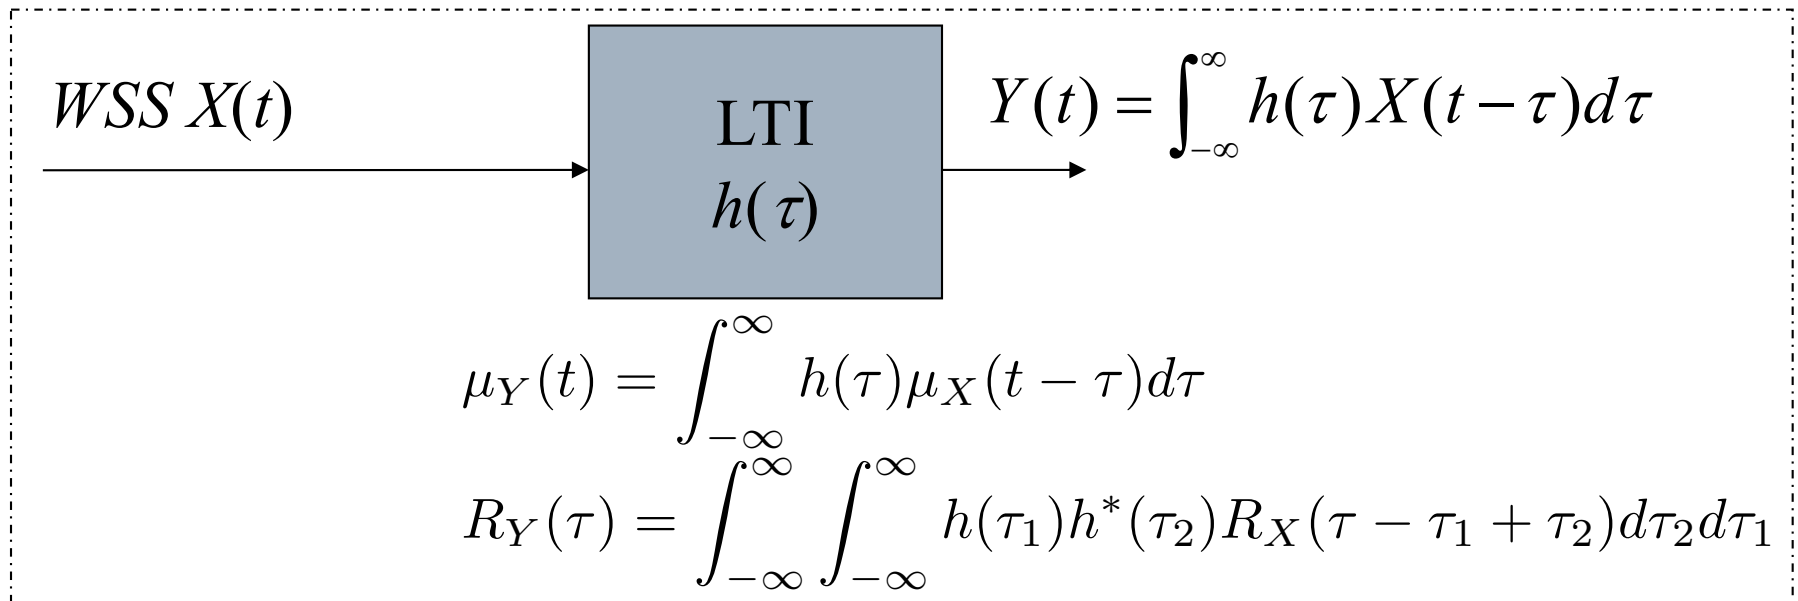 WSS X(t)
LTI
h(τ)
Y(t) = ∫_{-∞}^{∞} h(τ)X(t−τ)dτ
μ_Y(t) = ∫_{-∞}^{∞} h(τ)μ_X(t − τ)dτ
R_Y(τ) = ∫_{-∞}^{∞} ∫_{-∞}^{∞} h(τ_1)h^*(τ_2)R_X(τ − τ_1 + τ_2)dτ_2dτ_1